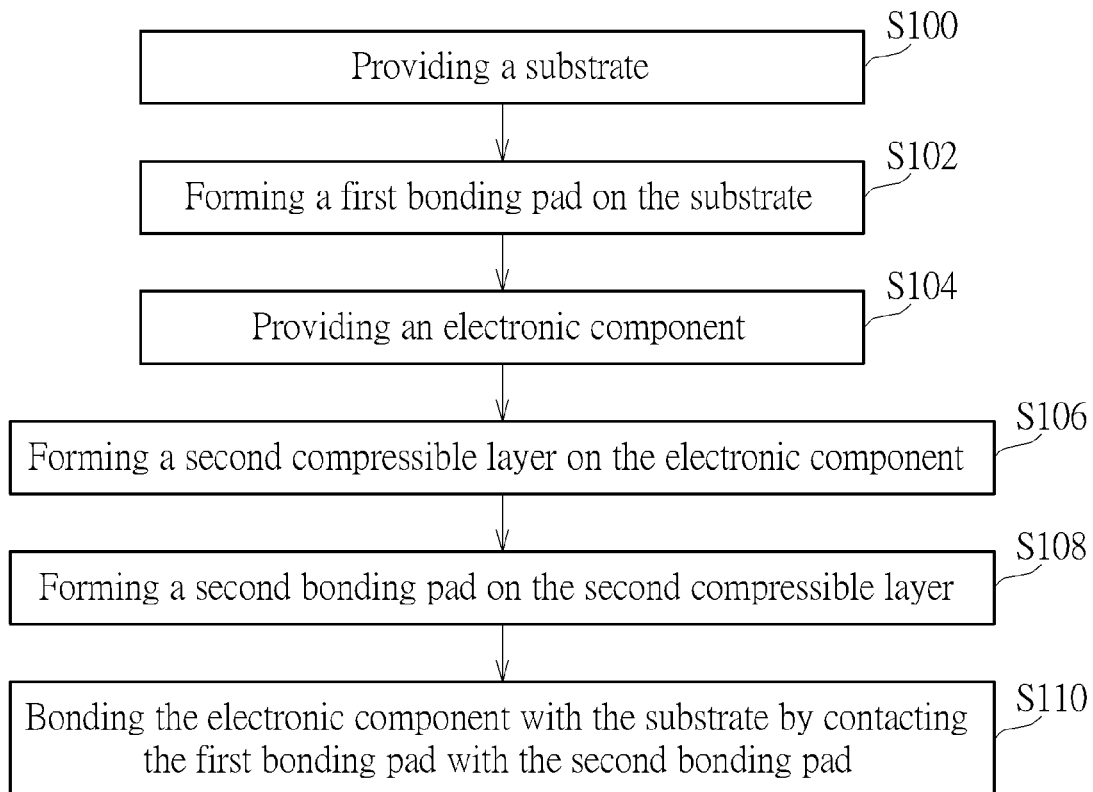 S100
Providing a substrate
S102
Forming a first bonding pad on the substrate
S104
Providing an electronic component
S106
Forming a second compressible layer on the electronic component
S108
Forming a second bonding pad on the second compressible layer
S110
Bonding the electronic component with the substrate by contacting
the first bonding pad with the second bonding pad